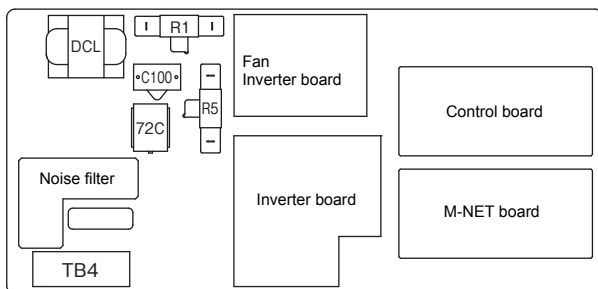 DCL
R1
C100
R5
72C
Fan
Inverter board
Control board
Noise filter
Inverter board
M-NET board
TB4